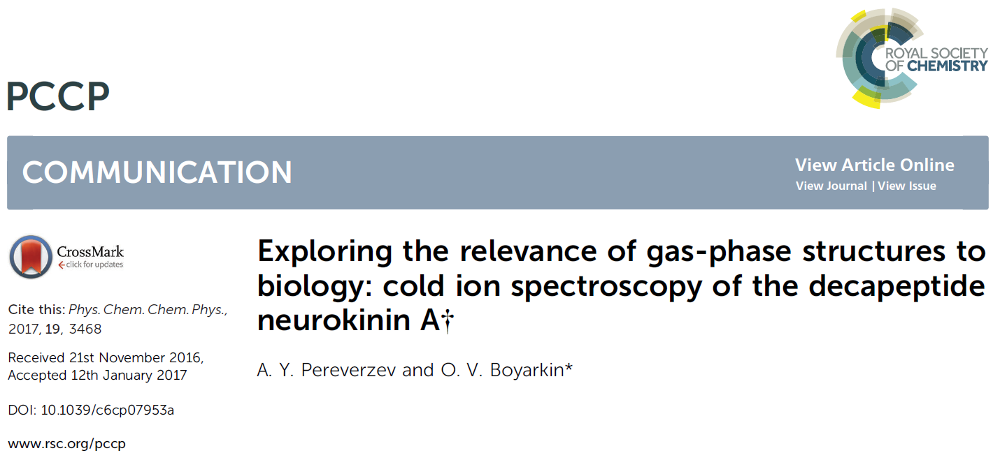 ROYAL SOCIETY
OF CHEMISTRY
PCCP
COMMUNICATION
View Article Online
View Journal | View Issue
CrossMark
click for updates
Cite this: Phys. Chem. Chem. Phys.,
2017, 19, 3468
Received 21st November 2016,
Accepted 12th January 2017
DOI: 10.1039/c6cp07953a
www.rsc.org/pccp
Exploring the relevance of gas-phase structures to
biology: cold ion spectroscopy of the decapeptide
neurokinin A†
A. Y. Pereverzev and O. V. Boyarkin*